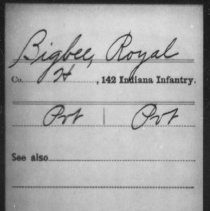 Bigbee, Royal
Co. H, 142 Indiana Infantry.
Pvt | Pvt
See also